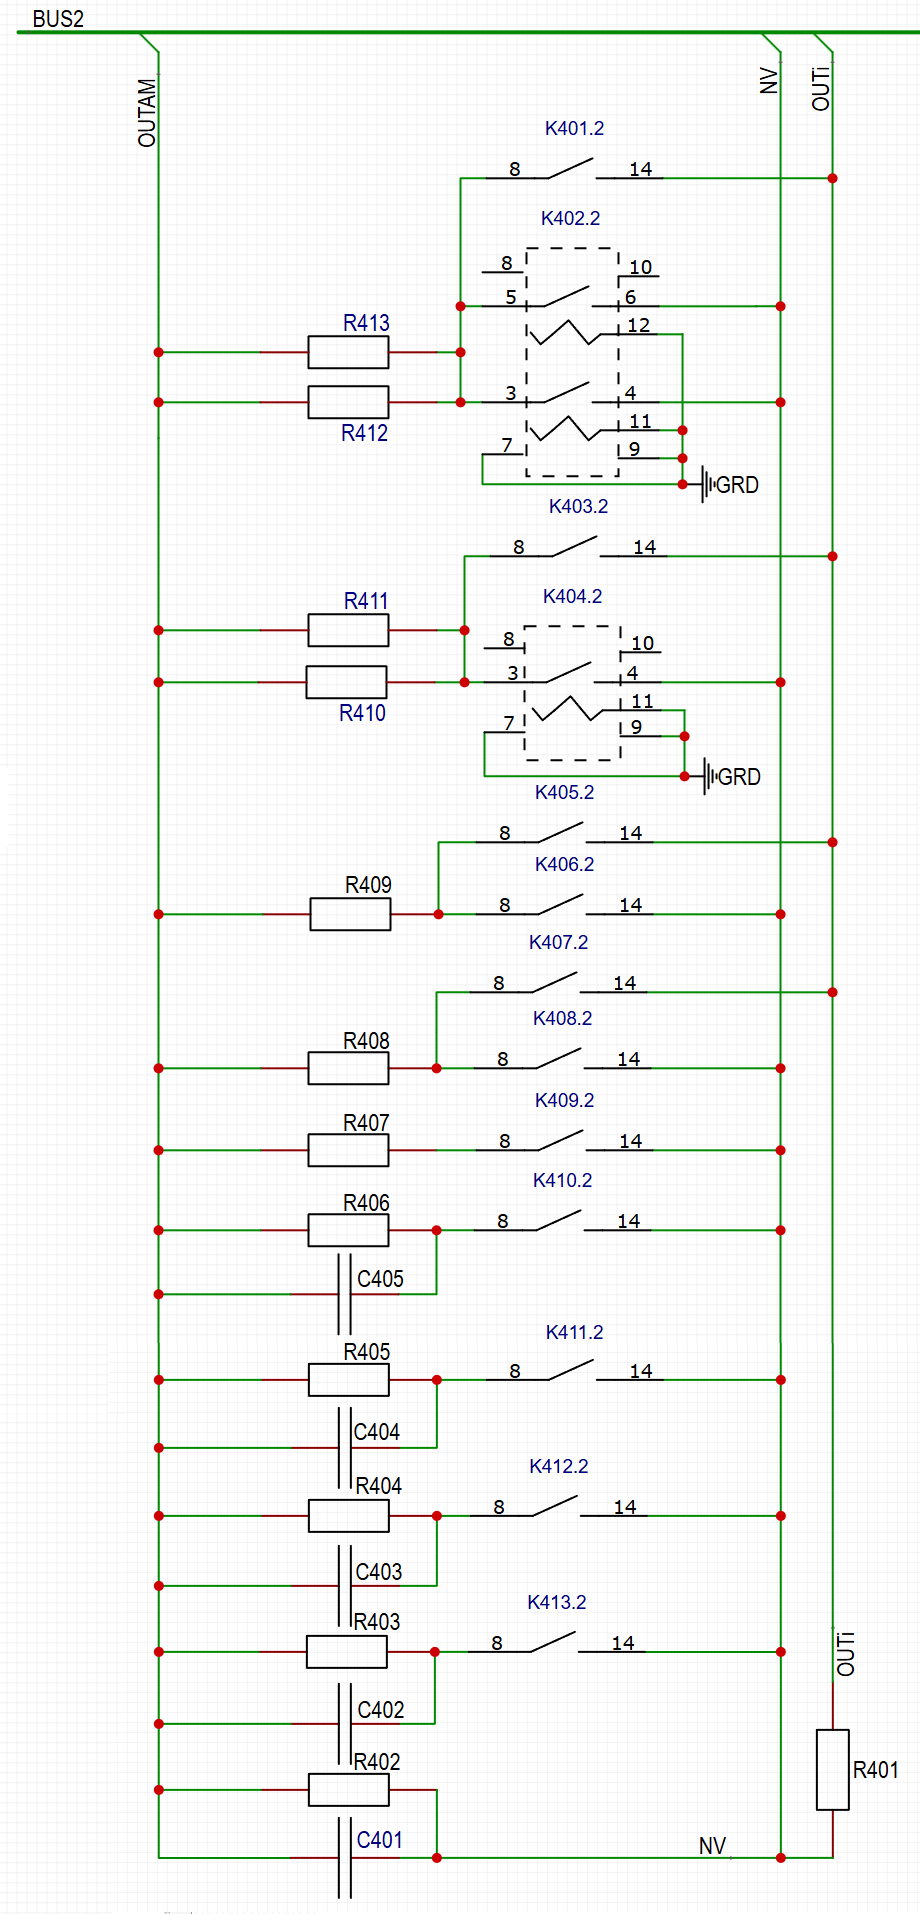 BUS2
OUTAM
NV
OUTi
K401.2
8 14
K402.2
8 10
5 6
12
R413
3 4
R412
11
7 9
GRD
K403.2
8 14
R411
K404.2
8 10
3 4
R410
11
7 9
GRD
K405.2
8 14
K406.2
R409
8 14
K407.2
8 14
K408.2
R408
8 14
K409.2
R407
8 14
K410.2
R406
8 14
C405
K411.2
R405
8 14
C404
K412.2
R404
8 14
C403
K413.2
R403
8 14
OUTi
C402
R402
R401
C401
NV